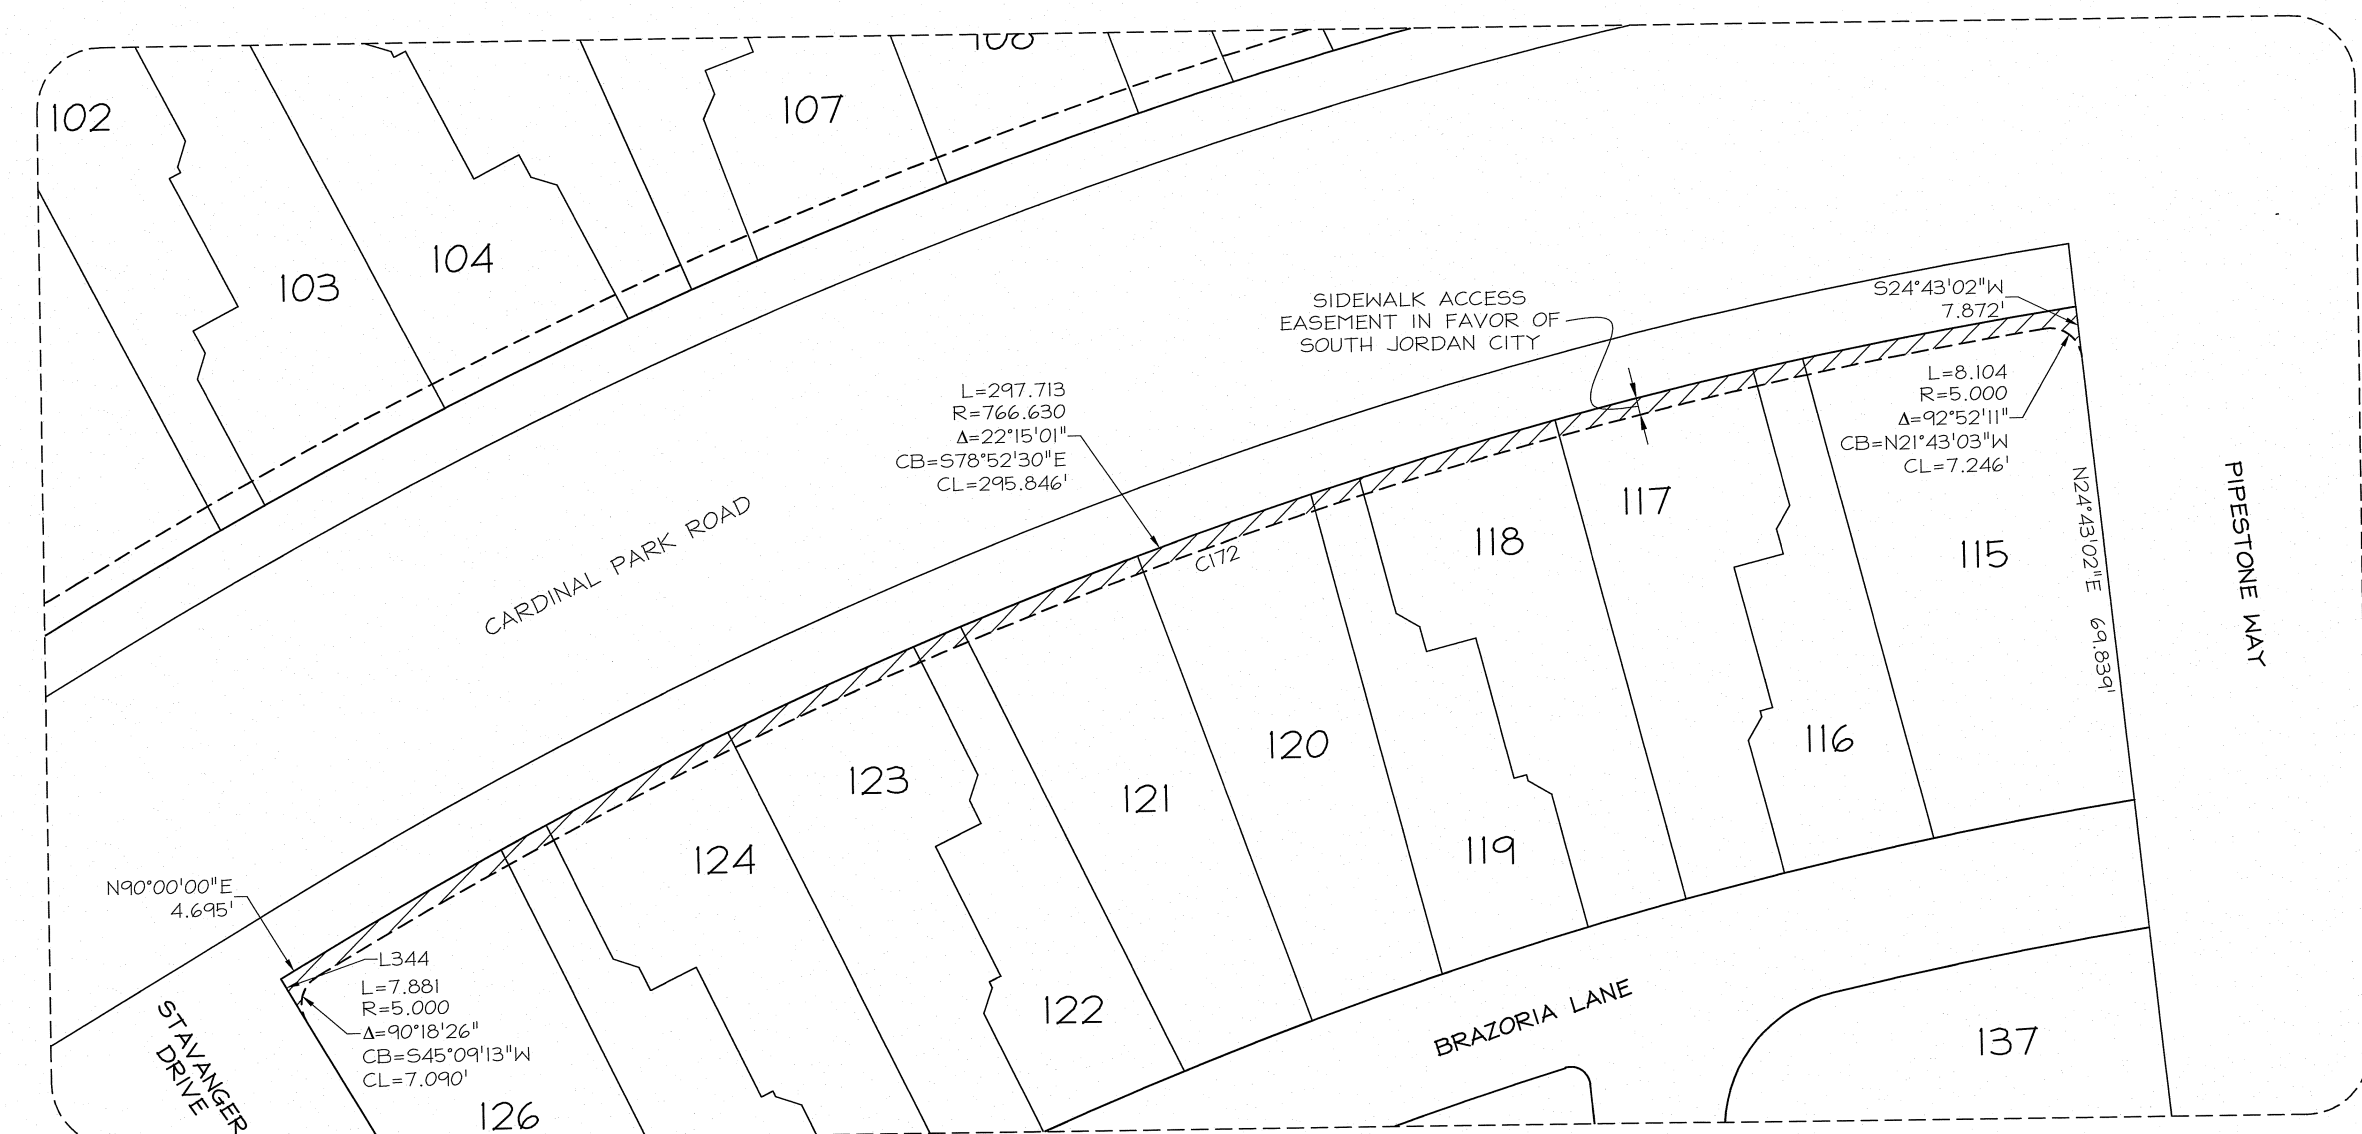 102
103
104
107
108
CARDINAL PARK ROAD
L=297.713
R=766.630
Δ=22°15'01"
CB=S78°52'30"E
CL=295.846'
SIDEWALK ACCESS
EASEMENT IN FAVOR OF
SOUTH JORDAN CITY
S24°43'02"W
7.872'
L=8.104
R=5.000
Δ=92°52'11"
CB=N21°43'03"W
CL=7.246'
N24°43'02"E 69.839'
PIPESTONE WAY
C172
115
116
117
118
119
120
121
122
123
124
126
N90°00'00"E
4.695'
L344
L=7.881
R=5.000
Δ=90°18'26"
CB=S45°09'13"W
CL=7.090'
STAVANGER
DRIVE
BRAZORIA LANE
137